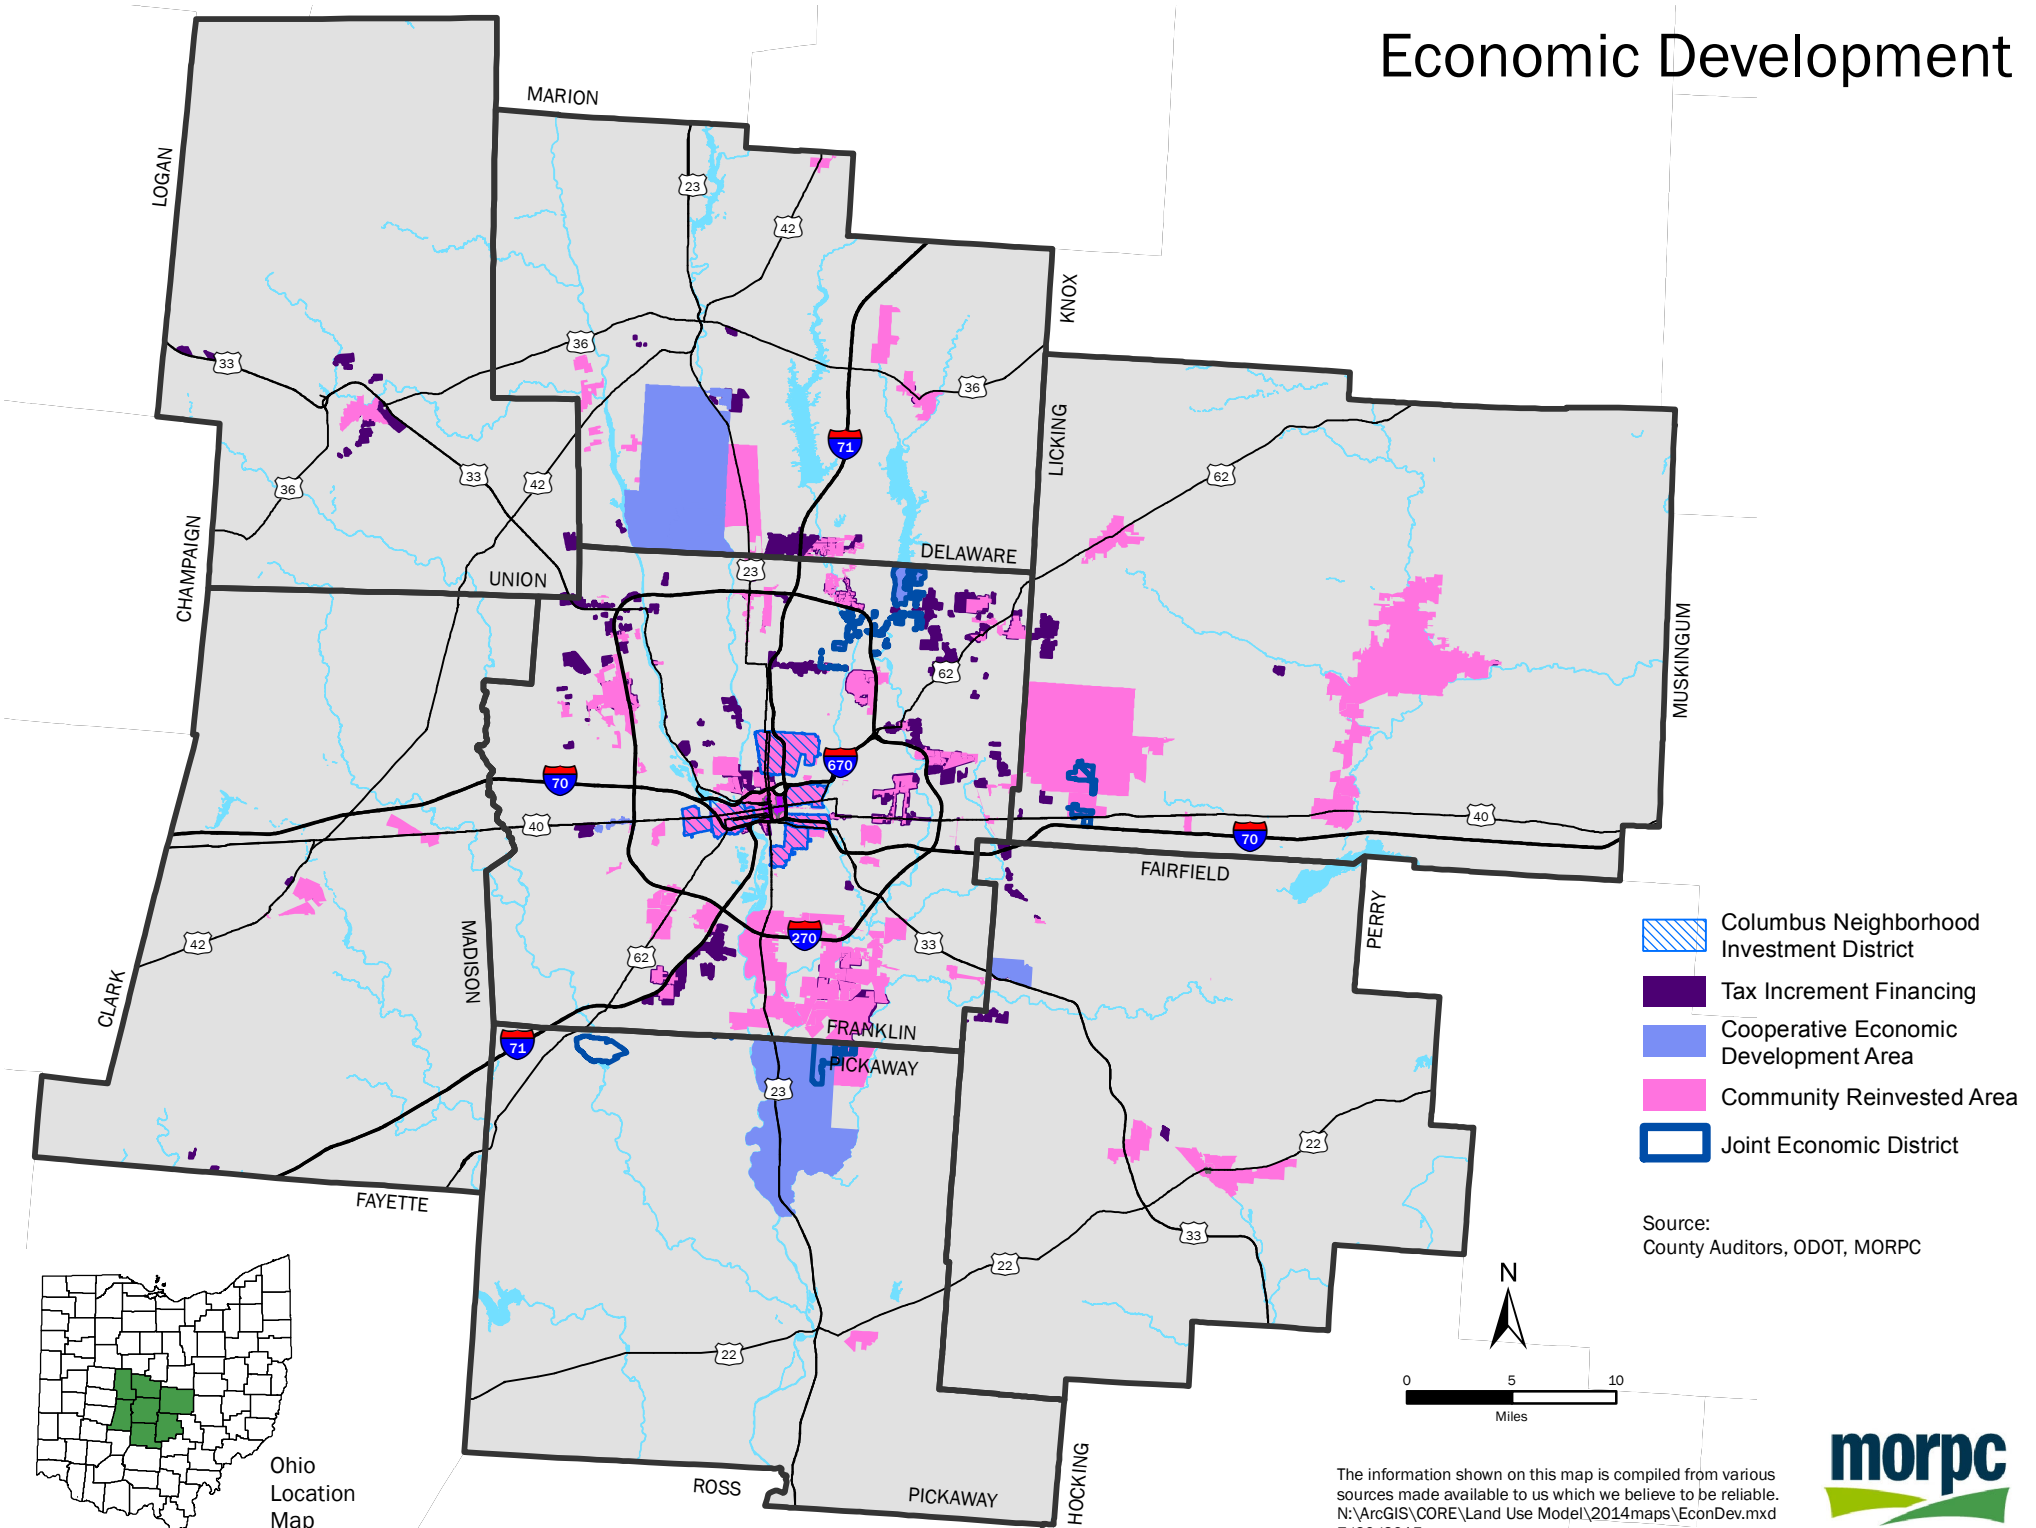 Economic Development
MARION
LOGAN
23
42
KNOX
36
33
36
71
LICKING
62
33
42
36
CHAMPAIGN
DELAWARE
23
UNION
MUSKINGUM
62
670
70
40
40
70
FAIRFIELD
PERRY
MADISON
42
CLARK
62
270
33
FRANKLIN
71
PICKAWAY
23
22
FAYETTE
33
22
22
ROSS
PICKAWAY
HOCKING
Columbus Neighborhood
Investment District
Tax Increment Financing
Cooperative Economic
Development Area
Community Reinvested Area
Joint Economic District
Source:
County Auditors, ODOT, MORPC
N
0 5 10
Miles
Ohio
Location
Map
The information shown on this map is compiled from various
sources made available to us which we believe to be reliable.
N:\ArcGIS\CORE\Land Use Model\2014maps\EconDev.mxd
morpc